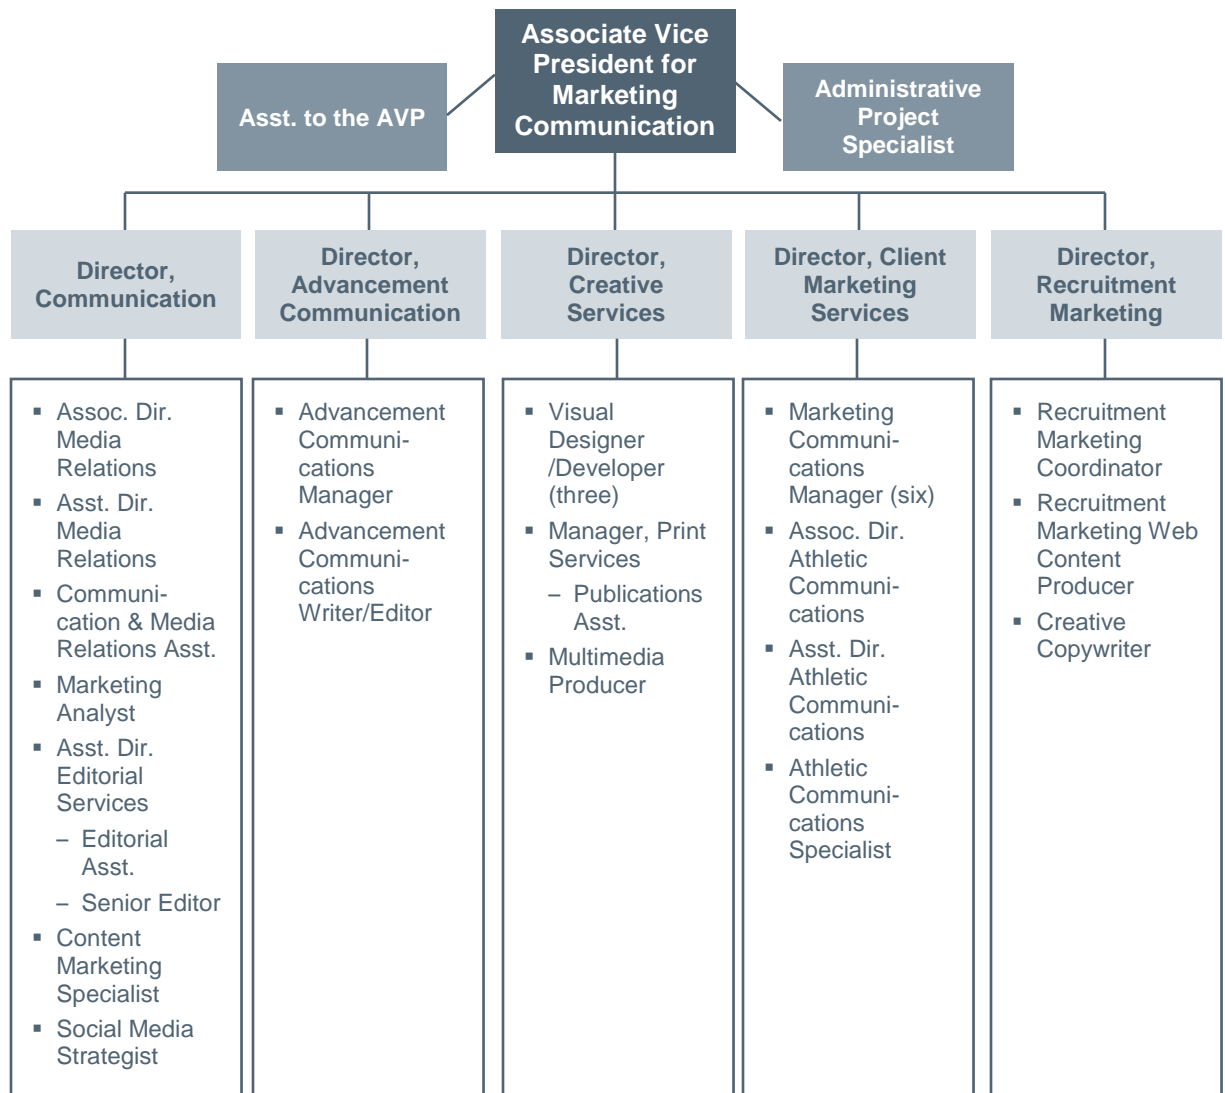 Associate Vice
President for
Marketing
Communication
Asst. to the AVP
Administrative
Project
Specialist
Director,
Communication
Director,
Advancement
Communication
Director,
Creative
Services
Director, Client
Marketing
Services
Director,
Recruitment
Marketing
▪ Assoc. Dir.
Media
Relations
▪ Asst. Dir.
Media
Relations
▪ Communi-
cation & Media
Relations Asst.
▪ Marketing
Analyst
▪ Asst. Dir.
Editorial
Services
– Editorial
Asst.
– Senior Editor
▪ Content
Marketing
Specialist
▪ Social Media
Strategist
▪ Advancement
Communi-
cations
Manager
▪ Advancement
Communi-
cations
Writer/Editor
▪ Visual
Designer
/Developer
(three)
▪ Manager, Print
Services
– Publications
Asst.
▪ Multimedia
Producer
▪ Marketing
Communi-
cations
Manager (six)
▪ Assoc. Dir.
Athletic
Communi-
cations
▪ Asst. Dir.
Athletic
Communi-
cations
▪ Athletic
Communi-
cations
Specialist
▪ Recruitment
Marketing
Coordinator
▪ Recruitment
Marketing Web
Content
Producer
▪ Creative
Copywriter